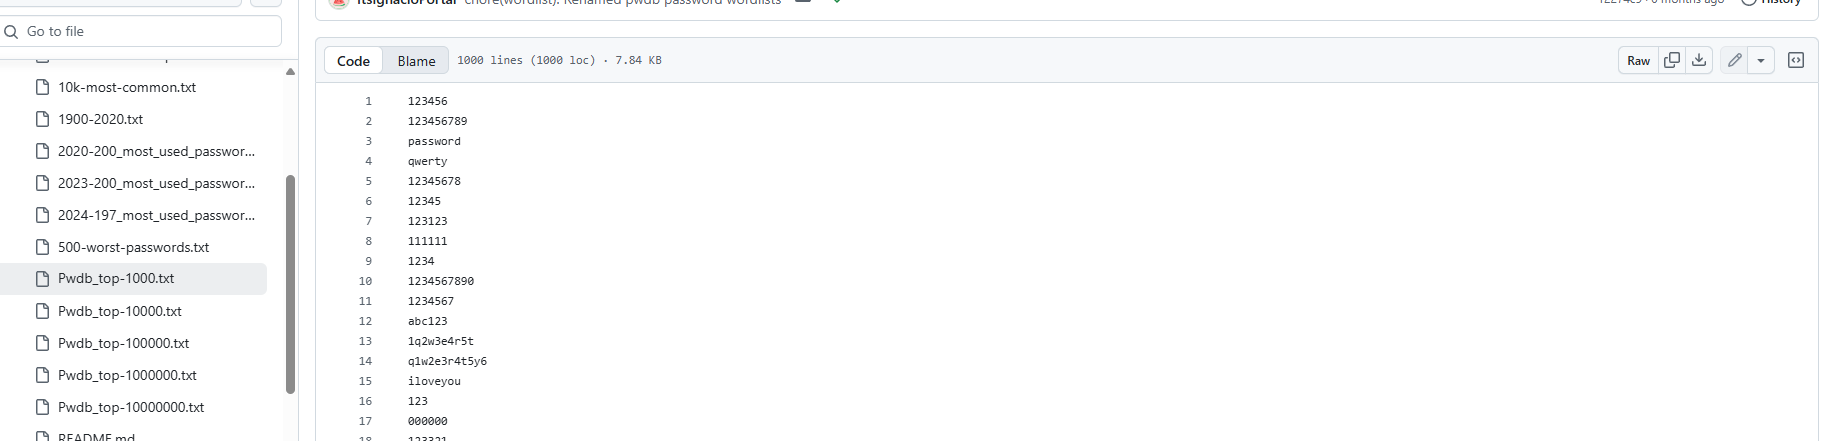 itsignacioPortal chore(wordlist): Renamed pwdb password wordlists
12274e9 · 6 months ago History
Go to file
10k-most-common.txt
1900-2020.txt
2020-200_most_used_passwor...
2023-200_most_used_passwor...
2024-197_most_used_passwor...
500-worst-passwords.txt
Pwdb_top-1000.txt
Pwdb_top-10000.txt
Pwdb_top-100000.txt
Pwdb_top-1000000.txt
Pwdb_top-10000000.txt
README.md
Code Blame 1000 lines (1000 loc) · 7.84 KB Raw
1 123456
2 123456789
3 password
4 qwerty
5 12345678
6 12345
7 123123
8 111111
9 1234
10 1234567890
11 1234567
12 abc123
13 1q2w3e4r5t
14 q1w2e3r4t5y6
15 iloveyou
16 123
17 000000
18 123321